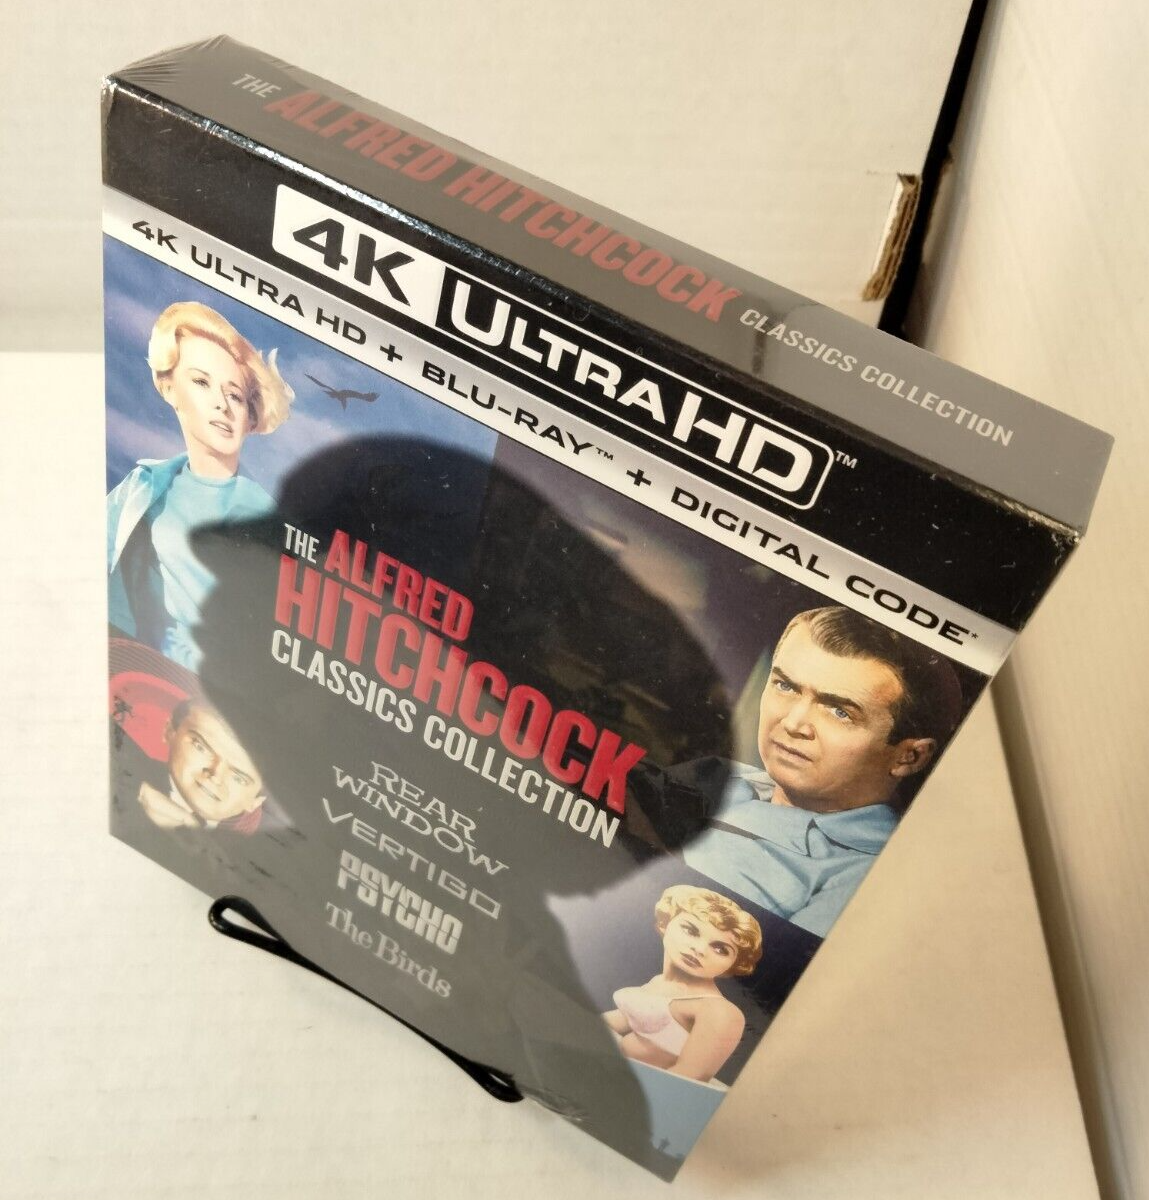 THE ALFRED HITCHCOCK CLASSICS COLLECTION
4K ULTRA HD™
4K ULTRA HD + BLU-RAY™ + DIGITAL CODE*
THE ALFRED
HITCHCOCK
CLASSICS COLLECTION
REAR
WINDOW
VERTIGO
PSYCHO
The Birds